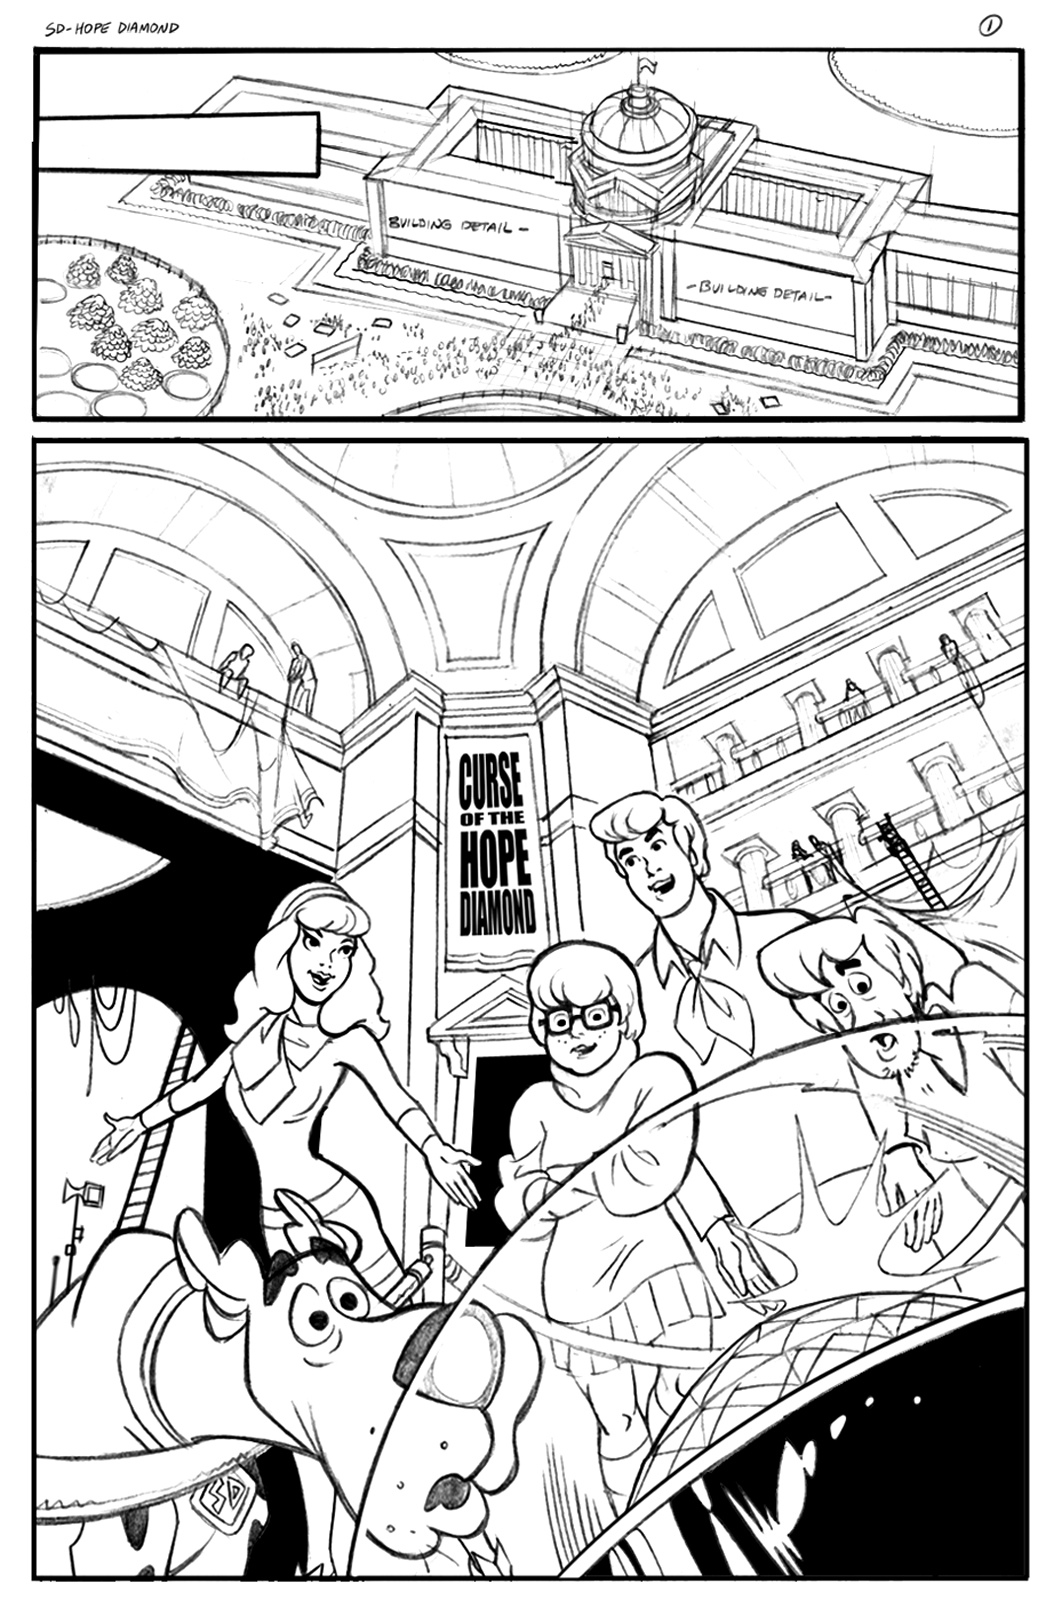 SD-HOPE DIAMOND
1
BUILDING DETAIL -
- BUILDING DETAIL -
CURSE
OF THE
HOPE
DIAMOND
SD